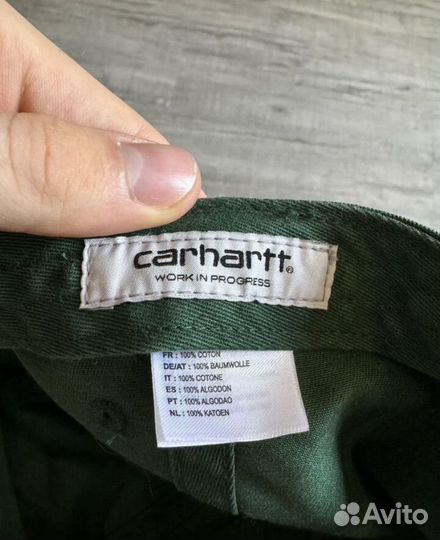 carhartt®
WORK IN PROGRESS
FR : 100% COTON
DE/AT : 100% BAUMWOLLE
IT : 100% COTONE
ES : 100% ALGODON
PT : 100% ALGODAO
NL : 100% KATOEN
Avito